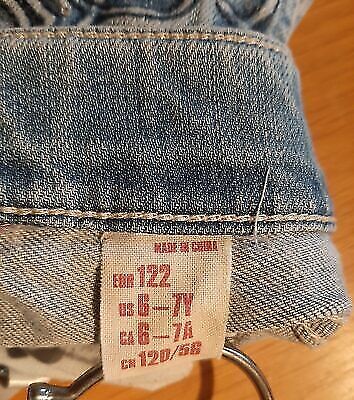 MADE IN CHINA
EUR 122
US 6-7Y
CA 6-7A
CN 120/56